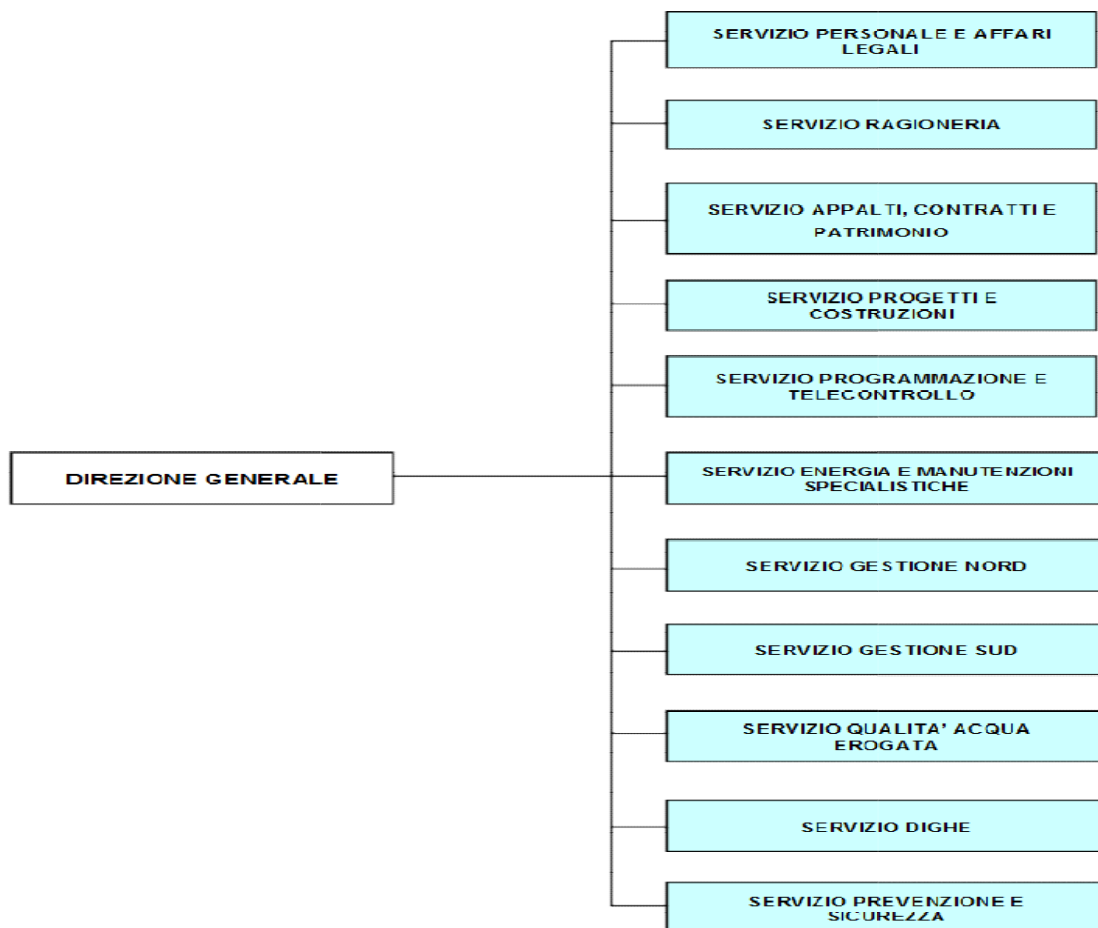 SERVIZIO PERSONALE E AFFARI
LEGALI
SERVIZIO RAGIONERIA
SERVIZIO APPALTI, CONTRATTI E
PATRIMONIO
SERVIZIO PROGETTI E
COSTRUZIONI
SERVIZIO PROGRAMMAZIONE E
TELECONTROLLO
DIREZIONE GENERALE
SERVIZIO ENERGIA E MANUTENZIONI
SPECIALISTICHE
SERVIZIO GESTIONE NORD
SERVIZIO GESTIONE SUD
SERVIZIO QUALITA’ ACQUA
EROGATA
SERVIZIO DIGHE
SERVIZIO PREVENZIONE E
SICUREZZA